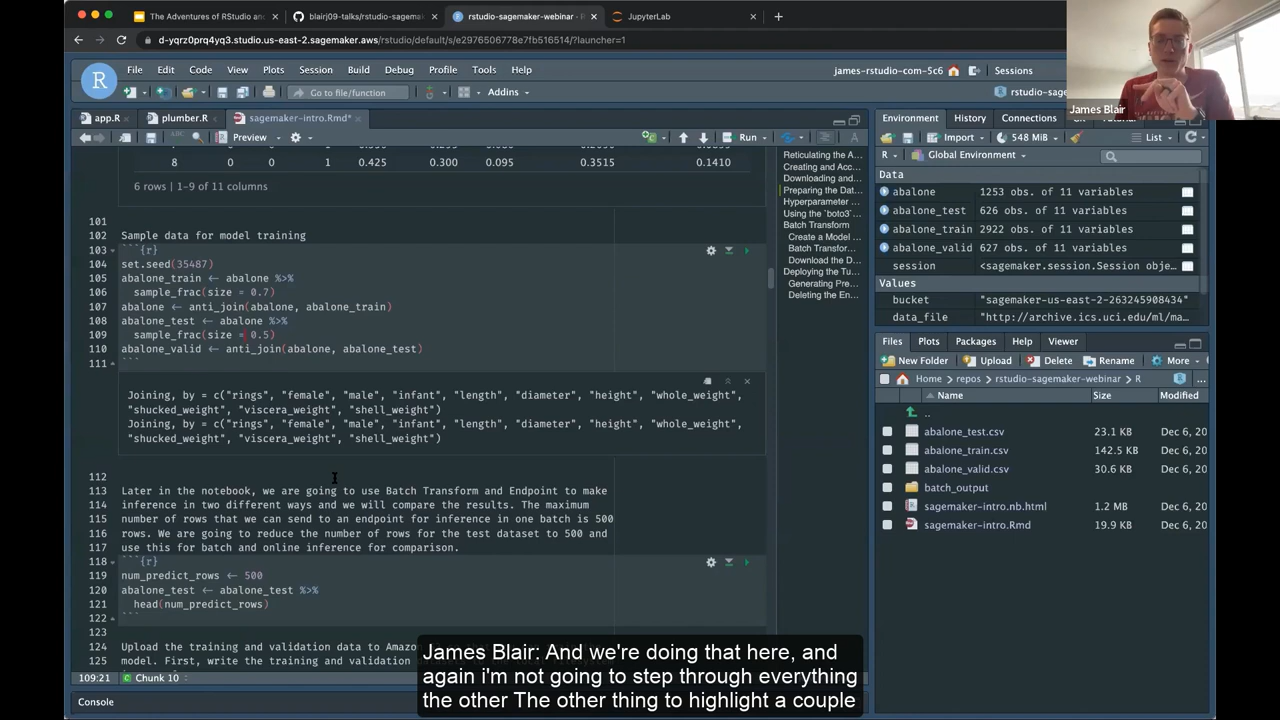 The Adventures of RStudio an
blairj09-talks/rstudio-sagemak
rstudio-sagemaker-webinar - R
JupyterLab
d-yqrz0prq4yq3.studio.us-east-2.sagemaker.aws/rstudio/default/s/e2976506778e7fb516514/?launcher=1
R
File Edit Code View Plots Session Build Debug Profile Tools Help
james-rstudio-com-5c6 Sessions
James Blair
Go to file/function Addins
app.R plumber.R sagemaker-intro.Rmd*
Preview Run
8 0 0 1 0.425 0.300 0.095 0.3515 0.1410
6 rows | 1-9 of 11 columns
101
102 Sample data for model training
103 ```{r}
104 set.seed(35487)
105 abalone_train ← abalone %>%
106 sample_frac(size = 0.7)
107 abalone ← anti_join(abalone, abalone_train)
108 abalone_test ← abalone %>%
109 sample_frac(size = 0.5)
110 abalone_valid ← anti_join(abalone, abalone_test)
111 ```
Joining, by = c("rings", "female", "male", "infant", "length", "diameter", "height", "whole_weight",
"shucked_weight", "viscera_weight", "shell_weight")
Joining, by = c("rings", "female", "male", "infant", "length", "diameter", "height", "whole_weight",
"shucked_weight", "viscera_weight", "shell_weight")
112
113 Later in the notebook, we are going to use Batch Transform and Endpoint to make
114 inference in two different ways and we will compare the results. The maximum
115 number of rows that we can send to an endpoint for inference in one batch is 500
116 rows. We are going to reduce the number of rows for the test dataset to 500 and
117 use this for batch and online inference for comparison.
118 ```{r}
119 num_predict_rows ← 500
120 abalone_test ← abalone_test %>%
121 head(num_predict_rows)
122 ```
123
124 Upload the training and validation data to Amazo
125 model. First, write the training and validation
109:21 Chunk 10
Console
Reticulating the A...
Creating and Acc...
Downloading and...
Preparing the Dat...
Hyperparameter ...
Using the `boto3`...
Batch Transform
Create a Model ...
Batch Transfor...
Download the D...
Deploying the Tu...
Generating Pre...
Deleting the En...
Environment History Connections
Import 548 MiB List
R Global Environment
Data
abalone 1253 obs. of 11 variables
abalone_test 626 obs. of 11 variables
abalone_train 2922 obs. of 11 variables
abalone_valid 627 obs. of 11 variables
session <sagemaker.session.Session obje...
Values
bucket "sagemaker-us-east-2-263245908434"
data_file "http://archive.ics.uci.edu/ml/ma...
Files Plots Packages Help Viewer
New Folder Upload Delete Rename More
Home repos rstudio-sagemaker-webinar R ...
Name Size Modified
..
abalone_test.csv 23.1 KB Dec 6, 20
abalone_train.csv 142.5 KB Dec 6, 20
abalone_valid.csv 30.6 KB Dec 6, 20
batch_output
sagemaker-intro.nb.html 1.2 MB Dec 6, 20
sagemaker-intro.Rmd 19.9 KB Dec 6, 20
James Blair: And we're doing that here, and
again i'm not going to step through everything
the other The other thing to highlight a couple